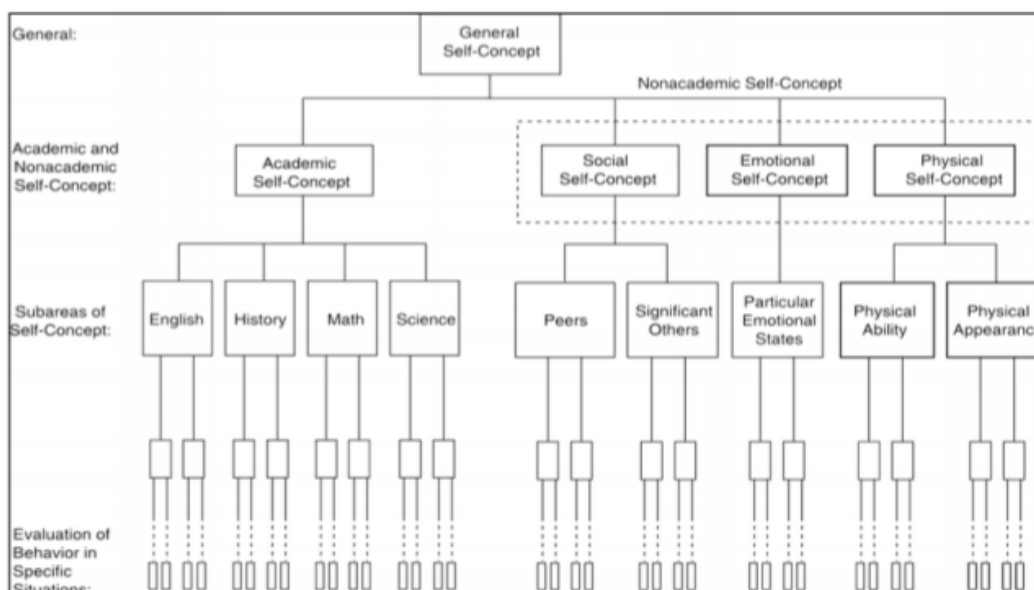 General:
General
Self-Concept
Nonacademic Self-Concept
Academic and
Nonacademic
Self-Concept:
Academic
Self-Concept
Social
Self-Concept
Emotional
Self-Concept
Physical
Self-Concept
Subareas of
Self-Concept:
English
History
Math
Science
Peers
Significant
Others
Particular
Emotional
States
Physical
Ability
Physical
Appearanc
Evaluation of
Behavior in
Specific
Situations: